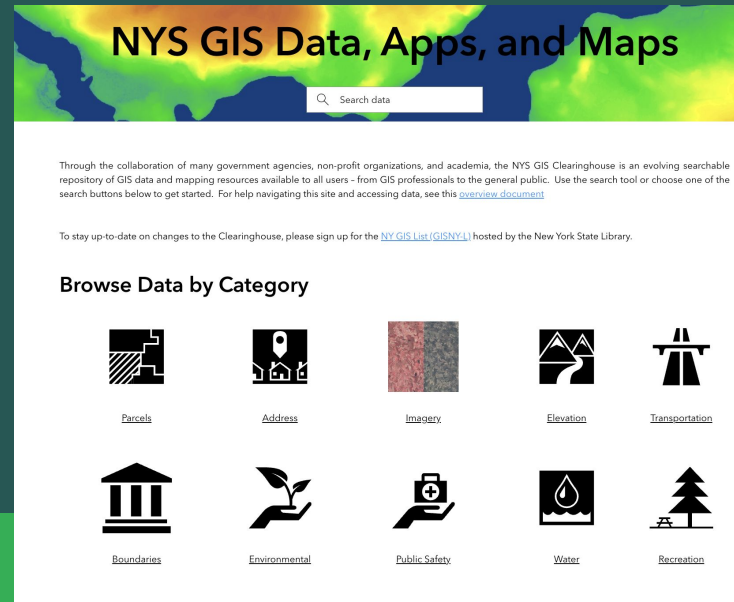 NYS GIS Data, Apps, and Maps
Search data
Through the collaboration of many government agencies, non-profit organizations, and academia, the NYS GIS Clearinghouse is an evolving searchable
repository of GIS data and mapping resources available to all users – from GIS professionals to the general public. Use the search tool or choose one of the
search buttons below to get started. For help navigating this site and accessing data, see this overview document
To stay up-to-date on changes to the Clearinghouse, please sign up for the NY GIS List (GISNY-L) hosted by the New York State Library.
Browse Data by Category
Parcels Address Imagery Elevation Transportation
Boundaries Environmental Public Safety Water Recreation